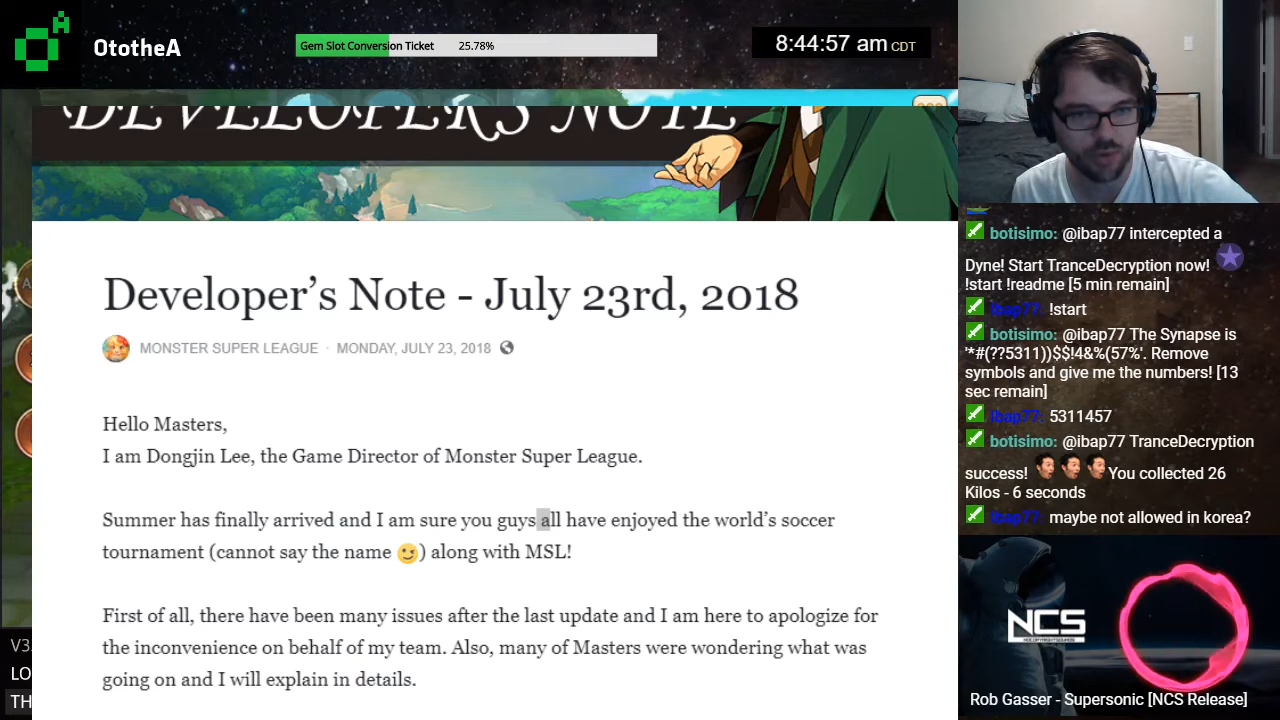 OtotheA
Gem Slot Conversion Ticket 25.78%
8:44:57 am CDT
DEVELOPER'S NOTE
Developer’s Note - July 23rd, 2018
MONSTER SUPER LEAGUE · MONDAY, JULY 23, 2018
Hello Masters,
I am Dongjin Lee, the Game Director of Monster Super League.
Summer has finally arrived and I am sure you guys all have enjoyed the world’s soccer
tournament (cannot say the name 😉) along with MSL!
First of all, there have been many issues after the last update and I am here to apologize for
the inconvenience on behalf of my team. Also, many of Masters were wondering what was
going on and I will explain in details.
V3
LO
TH
botisimo: @ibap77 intercepted a
Dyne! Start TranceDecryption now!
!start !readme [5 min remain]
ibap77: !start
botisimo: @ibap77 The Synapse is
'*#(??5311))$$!4&%(57%'. Remove
symbols and give me the numbers! [13
sec remain]
ibap77: 5311457
botisimo: @ibap77 TranceDecryption
success! You collected 26
Kilos - 6 seconds
ibap77: maybe not allowed in korea?
NCS
Rob Gasser - Supersonic [NCS Release]